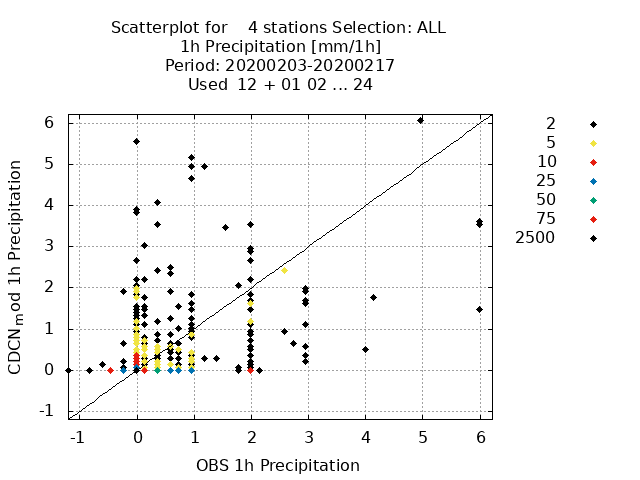 Scatterplot for 4 stations Selection: ALL
1h Precipitation [mm/1h]
Period: 20200203-20200217
Used 12 + 01 02 ... 24
2
5
10
25
50
75
2500
6
5
4
3
2
1
0
-1
CDCN_mod 1h Precipitation
-1 0 1 2 3 4 5 6
OBS 1h Precipitation